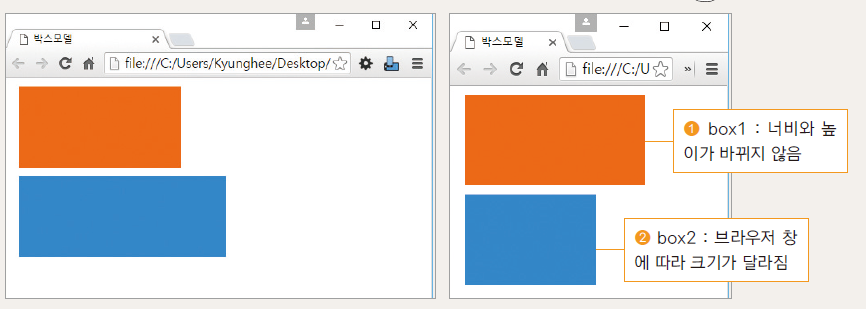 박스모델
file:///C:/Users/Kyunghee/Desktop/
박스모델
file:///C:/U
»
❶ box1 : 너비와 높
이가 바뀌지 않음
❷ box2 : 브라우저 창
에 따라 크기가 달라짐